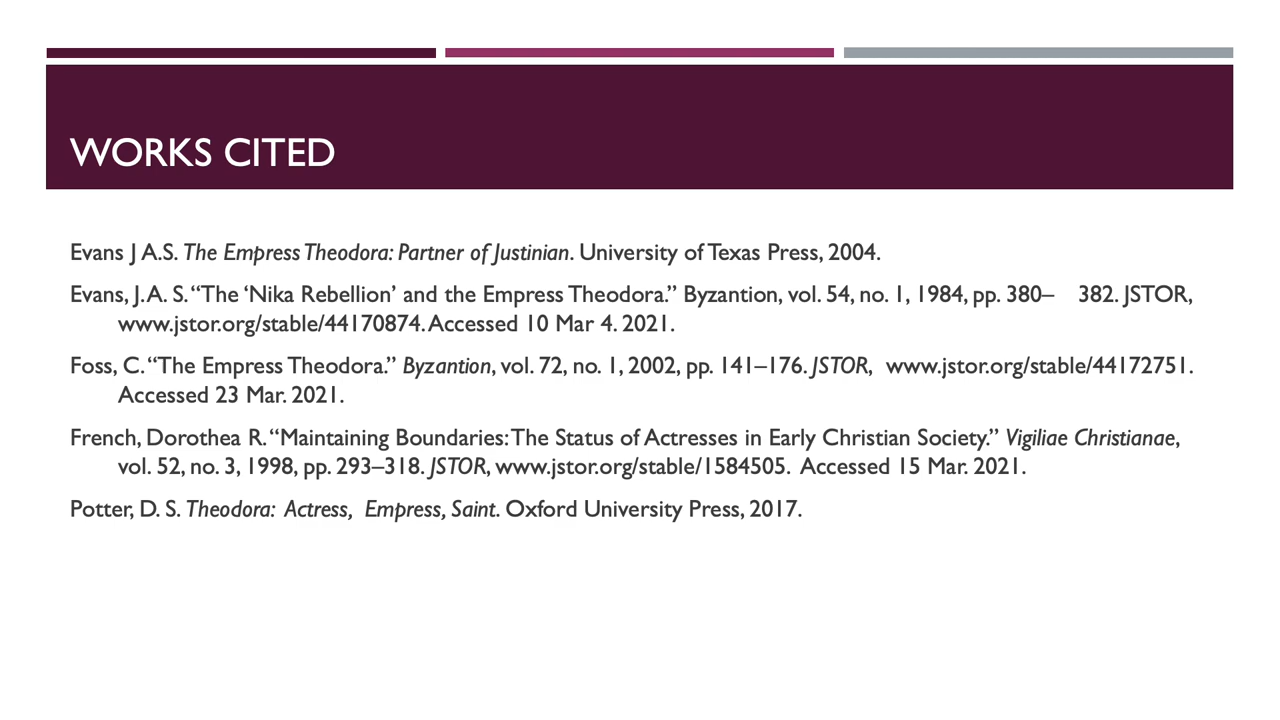 WORKS CITED
Evans J A.S. The Empress Theodora: Partner of Justinian. University of Texas Press, 2004.
Evans, J.A. S. “The ‘Nika Rebellion’ and the Empress Theodora.” Byzantion, vol. 54, no. 1, 1984, pp. 380– 382. JSTOR,
www.jstor.org/stable/44170874. Accessed 10 Mar 4. 2021.
Foss, C. “The Empress Theodora.” Byzantion, vol. 72, no. 1, 2002, pp. 141–176. JSTOR, www.jstor.org/stable/44172751.
Accessed 23 Mar. 2021.
French, Dorothea R. “Maintaining Boundaries: The Status of Actresses in Early Christian Society.” Vigiliae Christianae,
vol. 52, no. 3, 1998, pp. 293–318. JSTOR, www.jstor.org/stable/1584505. Accessed 15 Mar. 2021.
Potter, D. S. Theodora: Actress, Empress, Saint. Oxford University Press, 2017.